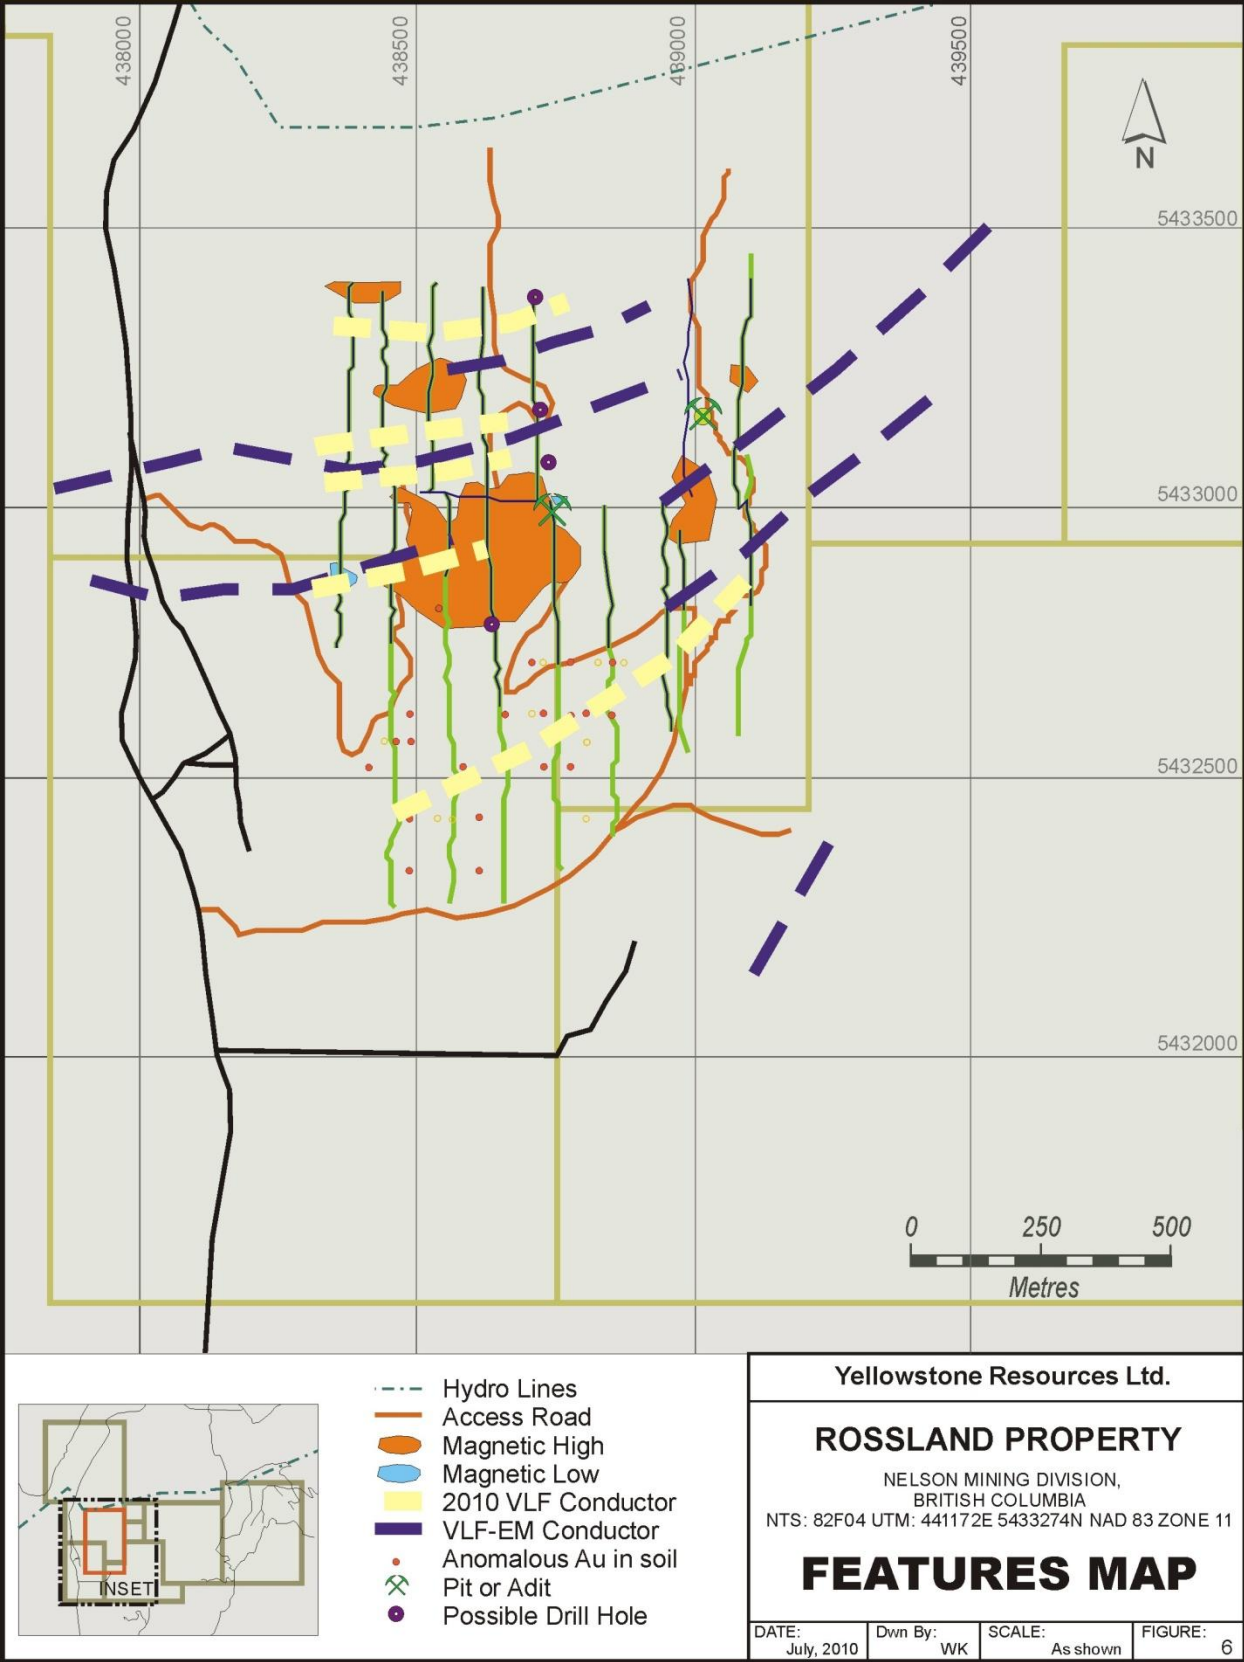 438000
438500
439000
439500
N
5433500
5433000
5432500
5432000
0 250 500
Metres
INSET
Hydro Lines
Access Road
Magnetic High
Magnetic Low
2010 VLF Conductor
VLF-EM Conductor
Anomalous Au in soil
Pit or Adit
Possible Drill Hole
Yellowstone Resources Ltd.
ROSSLAND PROPERTY
NELSON MINING DIVISION,
BRITISH COLUMBIA
NTS: 82F04 UTM: 441172E 5433274N NAD 83 ZONE 11
FEATURES MAP
DATE:
July, 2010
Dwn By:
WK
SCALE:
As shown
FIGURE:
6